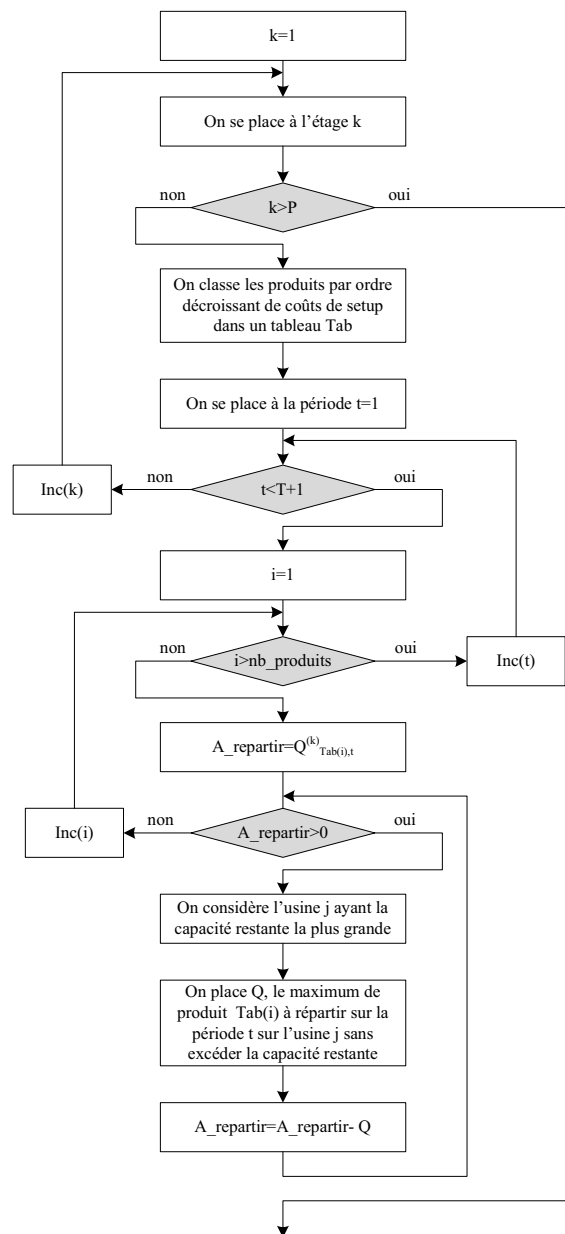 k=1
On se place à l'étage k
non
oui
k>P
On classe les produits par ordre
décroissant de coûts de setup
dans un tableau Tab
On se place à la période t=1
Inc(k)
non
t<T+1
oui
i=1
non
i>nb_produits
oui
Inc(t)
A_repartir=Q^{(k)}_{Tab(i),t}
Inc(i)
non
A_repartir>0
oui
On considère l'usine j ayant la
capacité restante la plus grande
On place Q, le maximum de
produit Tab(i) à répartir sur la
période t sur l'usine j sans
excéder la capacité restante
A_repartir=A_repartir- Q